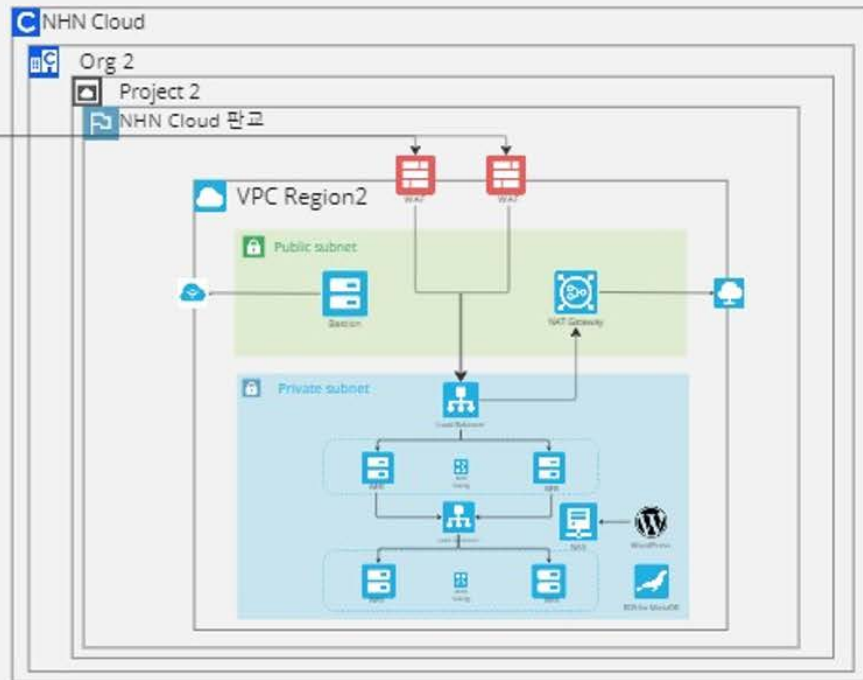 NHN Cloud
Org 2
Project 2
NHN Cloud 판교
WAF
WAF
VPC Region2
Public subnet
Bastion
NAT Gateway
Private subnet
Load Balancer
NAS
WordPress
RDS for MariaDB